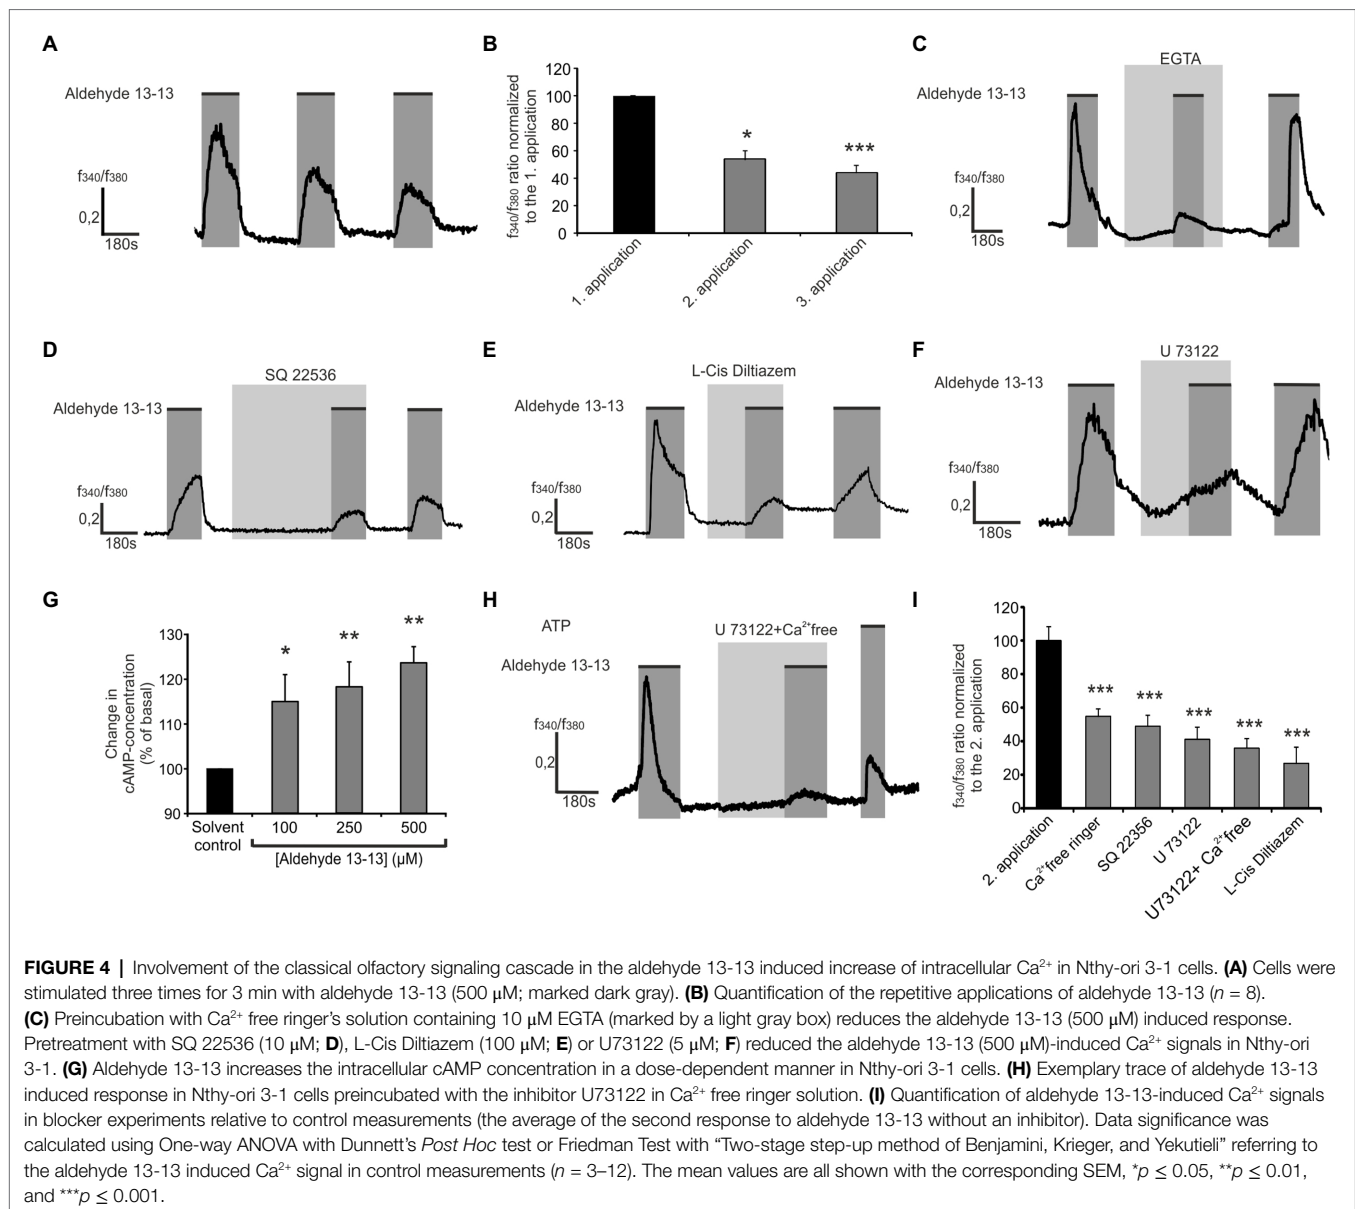 A
Aldehyde 13-13
f340/f380
0,2
180s
B
f340/f380 ratio normalized
to the 1. application
120
100
80
60
40
20
0
*
***
1. application
2. application
3. application
C
EGTA
Aldehyde 13-13
f340/f380
0,2
180s
D
SQ 22536
Aldehyde 13-13
f340/f380
0,2
180s
E
L-Cis Diltiazem
Aldehyde 13-13
f340/f380
0,2
180s
F
U 73122
Aldehyde 13-13
f340/f380
0,2
180s
G
Change in
cAMP-concentration
(% of basal)
130
120
110
100
90
*
**
**
Solvent
control
100
250
500
[Aldehyde 13-13] (µM)
H
ATP
U 73122+Ca²⁺free
Aldehyde 13-13
f340/f380
0,2
180s
I
f340/f380 ratio normalized
to the 2. application
120
100
80
60
40
20
0
***
***
***
***
***
2. application
Ca²⁺free ringer
SQ 22356
U 73122
U73122+ Ca²⁺free
L-Cis Diltiazem
FIGURE 4 | Involvement of the classical olfactory signaling cascade in the aldehyde 13-13 induced increase of intracellular Ca²⁺ in Nthy-ori 3-1 cells. (A) Cells were
stimulated three times for 3 min with aldehyde 13-13 (500 µM; marked dark gray). (B) Quantification of the repetitive applications of aldehyde 13-13 (n = 8).
(C) Preincubation with Ca²⁺ free ringer's solution containing 10 µM EGTA (marked by a light gray box) reduces the aldehyde 13-13 (500 µM) induced response.
Pretreatment with SQ 22536 (10 µM; D), L-Cis Diltiazem (100 µM; E) or U73122 (5 µM; F) reduced the aldehyde 13-13 (500 µM)-induced Ca²⁺ signals in Nthy-ori
3-1. (G) Aldehyde 13-13 increases the intracellular cAMP concentration in a dose-dependent manner in Nthy-ori 3-1 cells. (H) Exemplary trace of aldehyde 13-13
induced response in Nthy-ori 3-1 cells preincubated with the inhibitor U73122 in Ca²⁺ free ringer solution. (I) Quantification of aldehyde 13-13-induced Ca²⁺ signals
in blocker experiments relative to control measurements (the average of the second response to aldehyde 13-13 without an inhibitor). Data significance was
calculated using One-way ANOVA with Dunnett's Post Hoc test or Friedman Test with "Two-stage step-up method of Benjamini, Krieger, and Yekutieli" referring to
the aldehyde 13-13 induced Ca²⁺ signal in control measurements (n = 3–12). The mean values are all shown with the corresponding SEM, *p ≤ 0.05, **p ≤ 0.01,
and ***p ≤ 0.001.